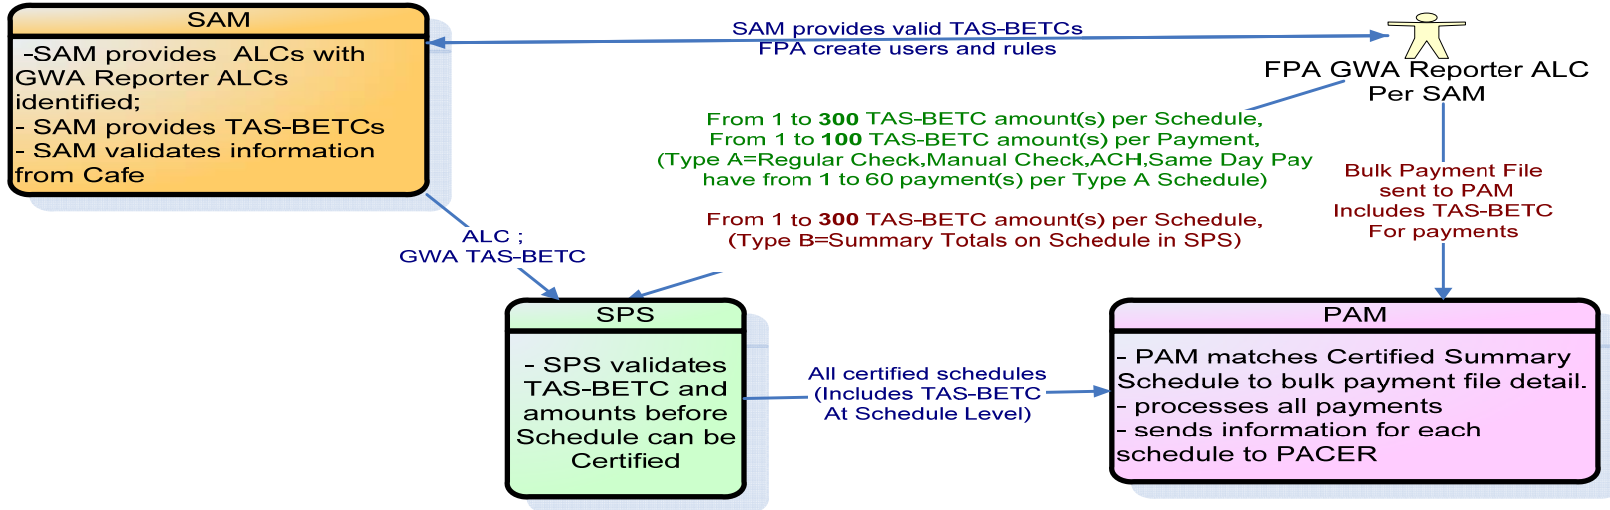 SAM
-SAM provides  ALCs with
GWA Reporter ALCs
identified;
- SAM provides TAS-BETCs
- SAM validates information
from Cafe
SAM provides valid TAS-BETCs
FPA create users and rules
FPA GWA Reporter ALC
Per SAM
From 1 to 300 TAS-BETC amount(s) per Schedule,
From 1 to 100 TAS-BETC amount(s) per Payment,
(Type A=Regular Check,Manual Check,ACH,Same Day Pay
have from 1 to 60 payment(s) per Type A Schedule)
From 1 to 300 TAS-BETC amount(s) per Schedule,
(Type B=Summary Totals on Schedule in SPS)
Bulk Payment File
sent to PAM
Includes TAS-BETC
For payments
ALC ;
GWA TAS-BETC
SPS
- SPS validates
TAS-BETC and
amounts before
Schedule can be
Certified
All certified schedules
(Includes TAS-BETC
At Schedule Level)
PAM
- PAM matches Certified Summary
Schedule to bulk payment file detail.
- processes all payments
- sends information for each
schedule to PACER